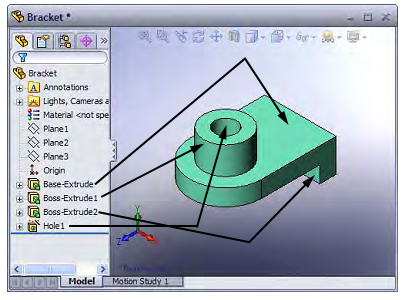 Bracket *
Bracket
Annotations
Lights, Cameras a
Material <not spe
Plane1
Plane2
Plane3
Origin
Base-Extrude
Boss-Extrude1
Boss-Extrude2
Hole1
Y
Z
Model
Motion Study 1